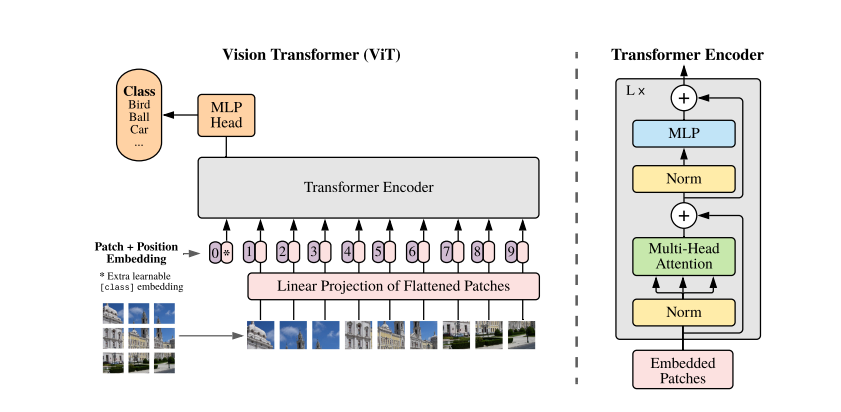 Vision Transformer (ViT)
Class
Bird
Ball
Car
...
MLP
Head
Transformer Encoder
Patch + Position
Embedding
0 * 1 2 3 4 5 6 7 8 9
* Extra learnable
[class] embedding
Linear Projection of Flattened Patches
Transformer Encoder
L ×
+
MLP
Norm
+
Multi-Head
Attention
Norm
Embedded
Patches